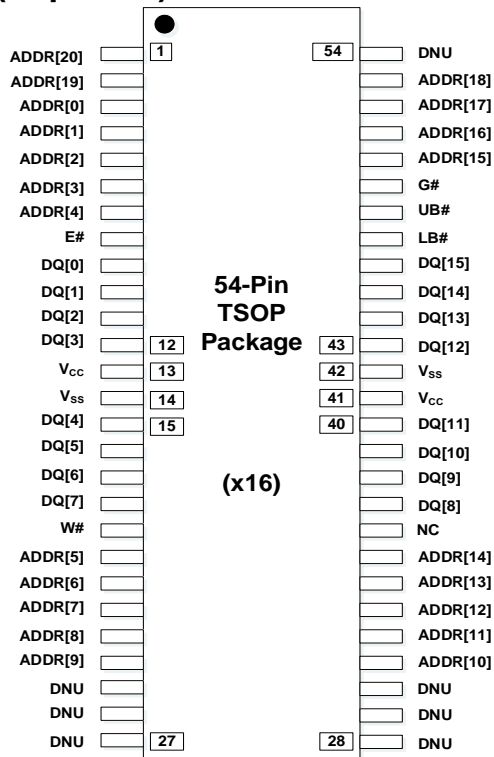 ADDR[20] 1 54 DNU
ADDR[19] ADDR[18]
ADDR[0] ADDR[17]
ADDR[1] ADDR[16]
ADDR[2] ADDR[15]
ADDR[3] G#
ADDR[4] UB#
E# LB#
DQ[0] DQ[15]
DQ[1] 54-Pin DQ[14]
DQ[2] TSOP DQ[13]
DQ[3] 12 Package 43 DQ[12]
VCC 13 42 VSS
VSS 14 41 VCC
DQ[4] 15 40 DQ[11]
DQ[5] DQ[10]
DQ[6] (x16) DQ[9]
DQ[7] DQ[8]
W# NC
ADDR[5] ADDR[14]
ADDR[6] ADDR[13]
ADDR[7] ADDR[12]
ADDR[8] ADDR[11]
ADDR[9] ADDR[10]
DNU DNU
DNU DNU
DNU 27 28 DNU